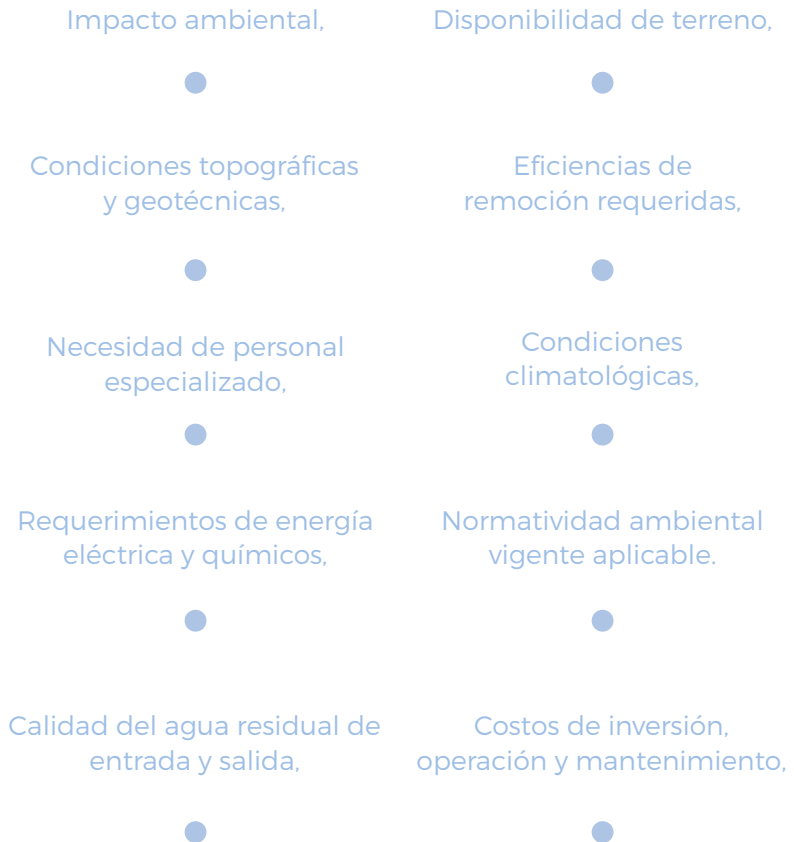 Impacto ambiental,
Disponibilidad de terreno,
Condiciones topográficas
y geotécnicas,
Eficiencias de
remoción requeridas,
Necesidad de personal
especializado,
Condiciones
climatológicas,
Requerimientos de energía
eléctrica y químicos,
Normatividad ambiental
vigente aplicable.
Calidad del agua residual de
entrada y salida,
Costos de inversión,
operación y mantenimiento,